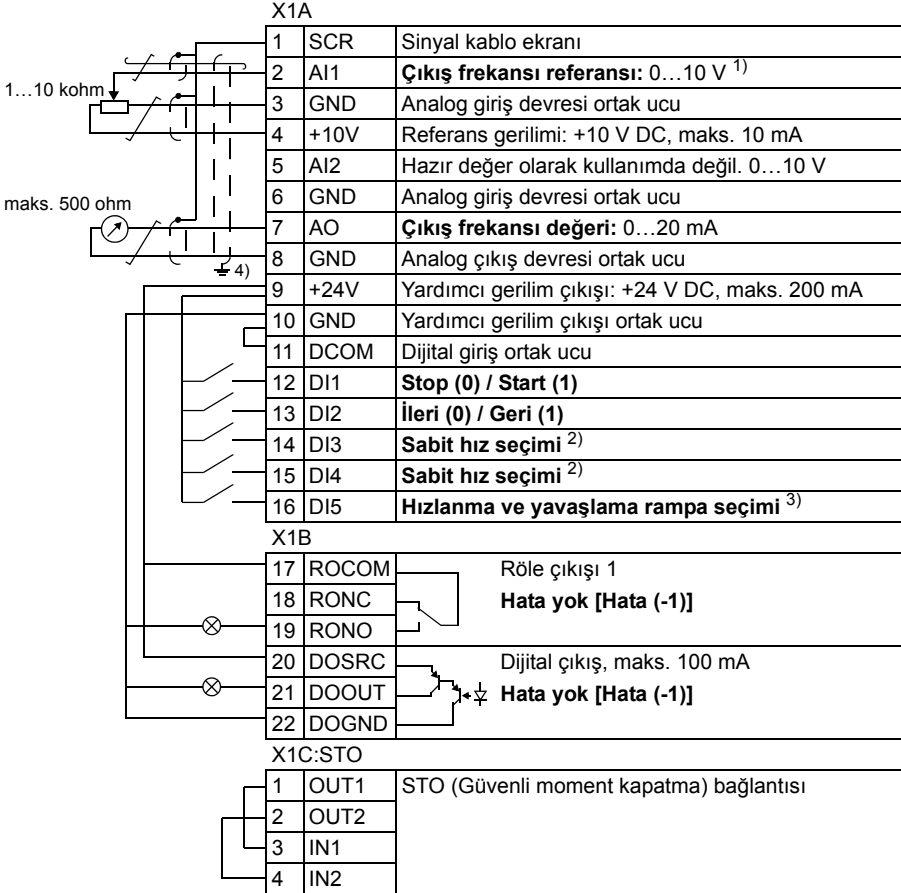 X1A
1 SCR Sinyal kablo ekranı
2 AI1 Çıkış frekansı referansı: 0…10 V 1)
1…10 kohm
3 GND Analog giriş devresi ortak ucu
4 +10V Referans gerilimi: +10 V DC, maks. 10 mA
5 AI2 Hazır değer olarak kullanımda değil. 0…10 V
6 GND Analog giriş devresi ortak ucu
maks. 500 ohm
7 AO Çıkış frekansı değeri: 0…20 mA
8 GND Analog çıkış devresi ortak ucu
4)
9 +24V Yardımcı gerilim çıkışı: +24 V DC, maks. 200 mA
10 GND Yardımcı gerilim çıkışı ortak ucu
11 DCOM Dijital giriş ortak ucu
12 DI1 Stop (0) / Start (1)
13 DI2 İleri (0) / Geri (1)
14 DI3 Sabit hız seçimi 2)
15 DI4 Sabit hız seçimi 2)
16 DI5 Hızlanma ve yavaşlama rampa seçimi 3)
X1B
17 ROCOM Röle çıkışı 1
18 RONC Hata yok [Hata (-1)]
19 RONO
20 DOSRC Dijital çıkış, maks. 100 mA
21 DOOUT Hata yok [Hata (-1)]
22 DOGND
X1C:STO
1 OUT1 STO (Güvenli moment kapatma) bağlantısı
2 OUT2
3 IN1
4 IN2